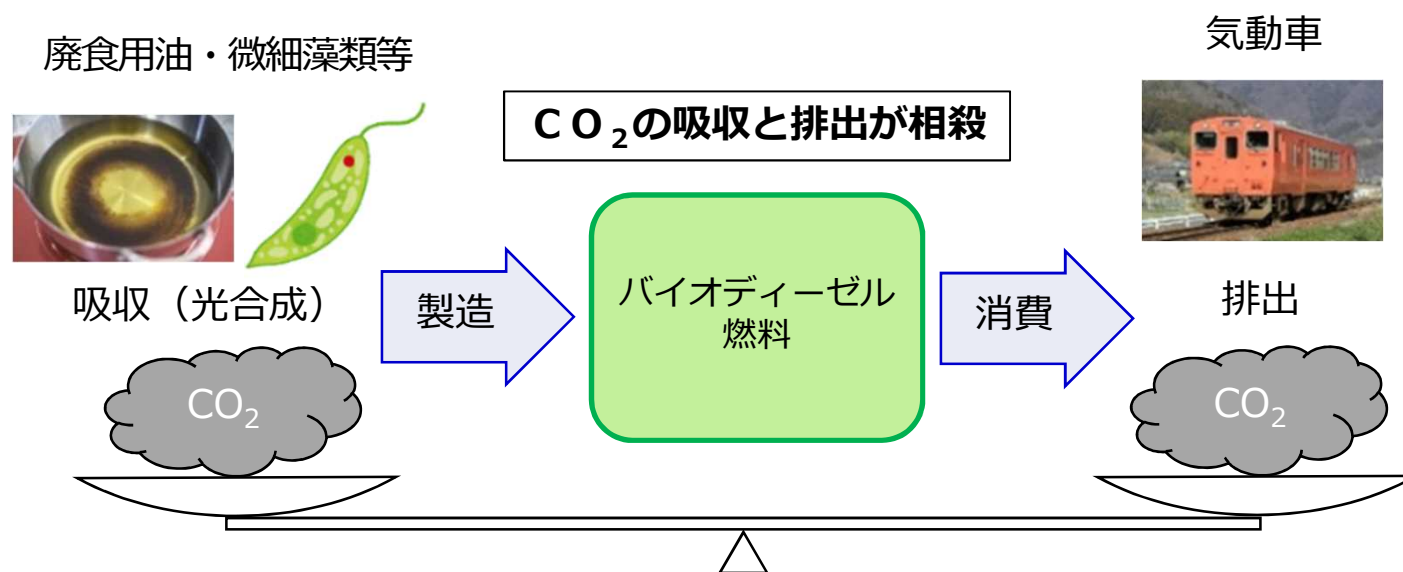 廃食用油・微細藻類等
気動車
CO₂の吸収と排出が相殺
吸収（光合成）
製造
バイオディーゼル
燃料
消費
排出
CO₂
CO₂